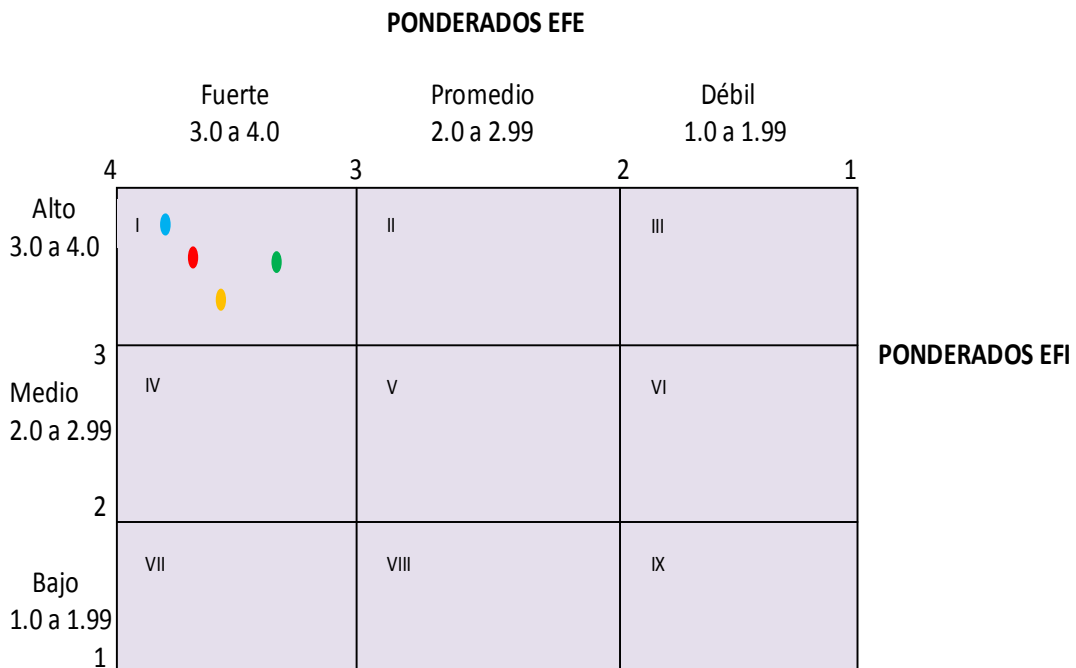 PONDERADOS EFE
Fuerte Promedio Débil
3.0 a 4.0 2.0 a 2.99 1.0 a 1.99
4 3 2 1
Alto
3.0 a 4.0
I II III
3
PONDERADOS EFI
Medio
2.0 a 2.99
IV V VI
2
Bajo
1.0 a 1.99
VII VIII IX
1